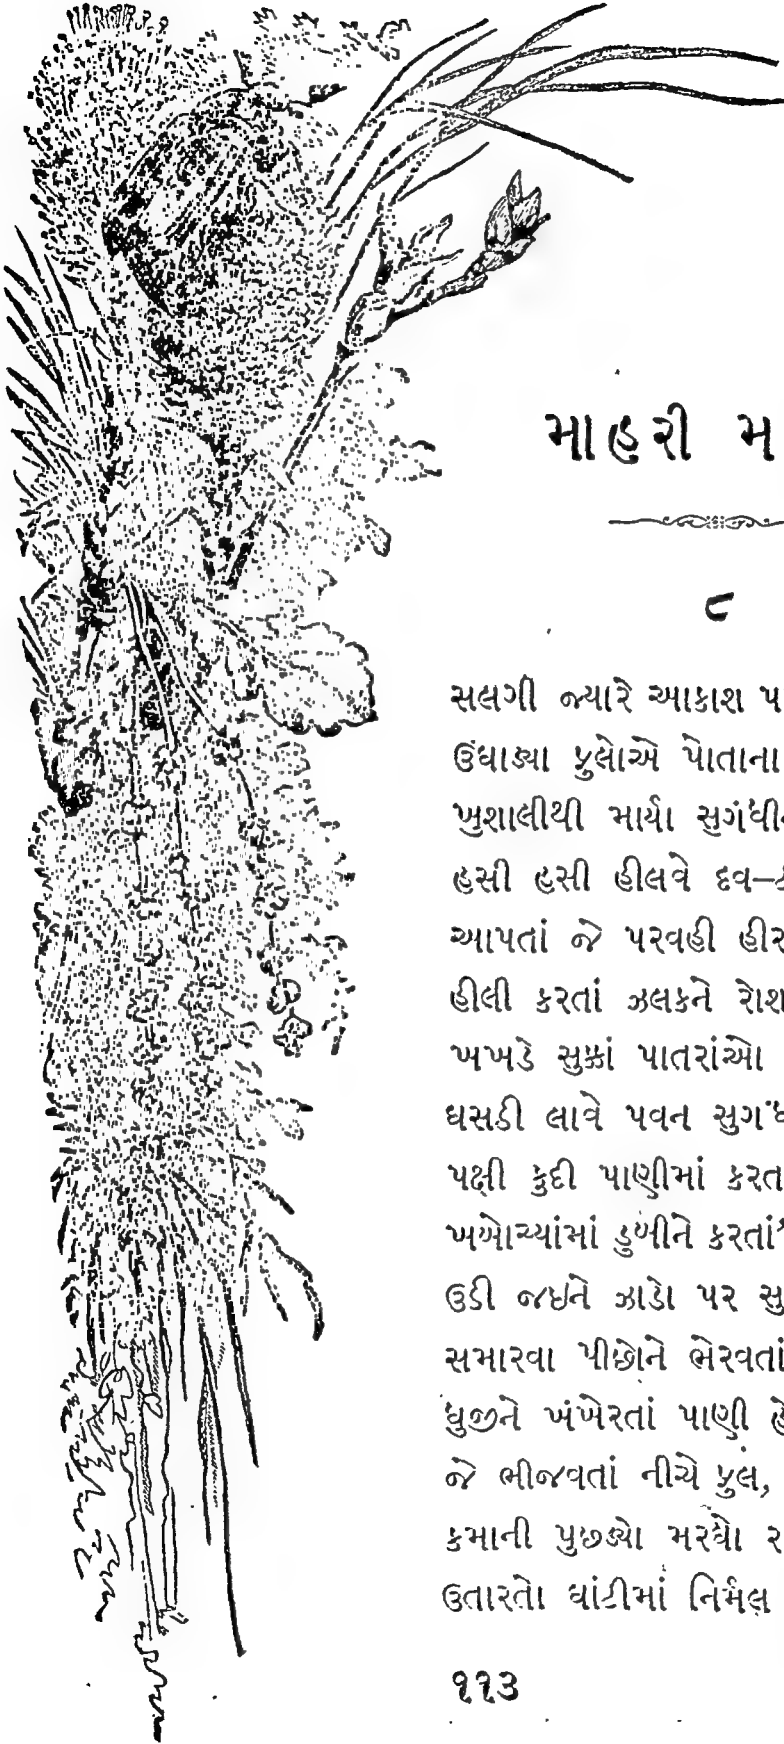 માહરી મ
૮
સલગી જ્યારે આકાશ પ
ઉંઘાડ્યા ફુલોએ પોતાના
ખુશાલીથી માર્યા સુગંધી
હસી હસી હીલવે દવ—
આપતાં જે પરવહી હીર
હીલી કરતાં ઝલકને રોશ
ખખડે સુક્કાં પાતરાંઓ
ઘસડી લાવે પવન સુગંધ
પક્ષી કુદી પાણીમાં કરત
ખબોચ્યાંમાં ડુબીને કરતાં
ઉડી જઇને ઝાડો પર સુ
સમારવા પીછોને ભેરવતાં
ધુજીને ખંખેરતાં પાણી હે
જે ભીજવતાં નીચે ફુલ,
કમાની પુછડ્યો મરઘો ર
ઉતારતો ઘાંટીમાં નિર્મલ
૧૧૩